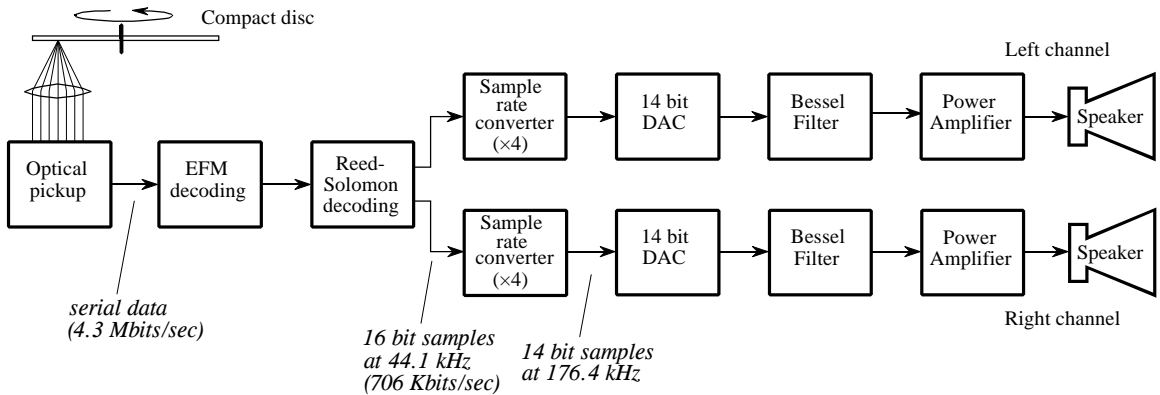 Compact disc
Optical
pickup
EFM
decoding
Reed-
Solomon
decoding
Left channel
Sample
rate
converter
(×4)
14 bit
DAC
Bessel
Filter
Power
Amplifier
Speaker
Sample
rate
converter
(×4)
14 bit
DAC
Bessel
Filter
Power
Amplifier
Speaker
Right channel
serial data
(4.3 Mbits/sec)
16 bit samples
at 44.1 kHz
(706 Kbits/sec)
14 bit samples
at 176.4 kHz